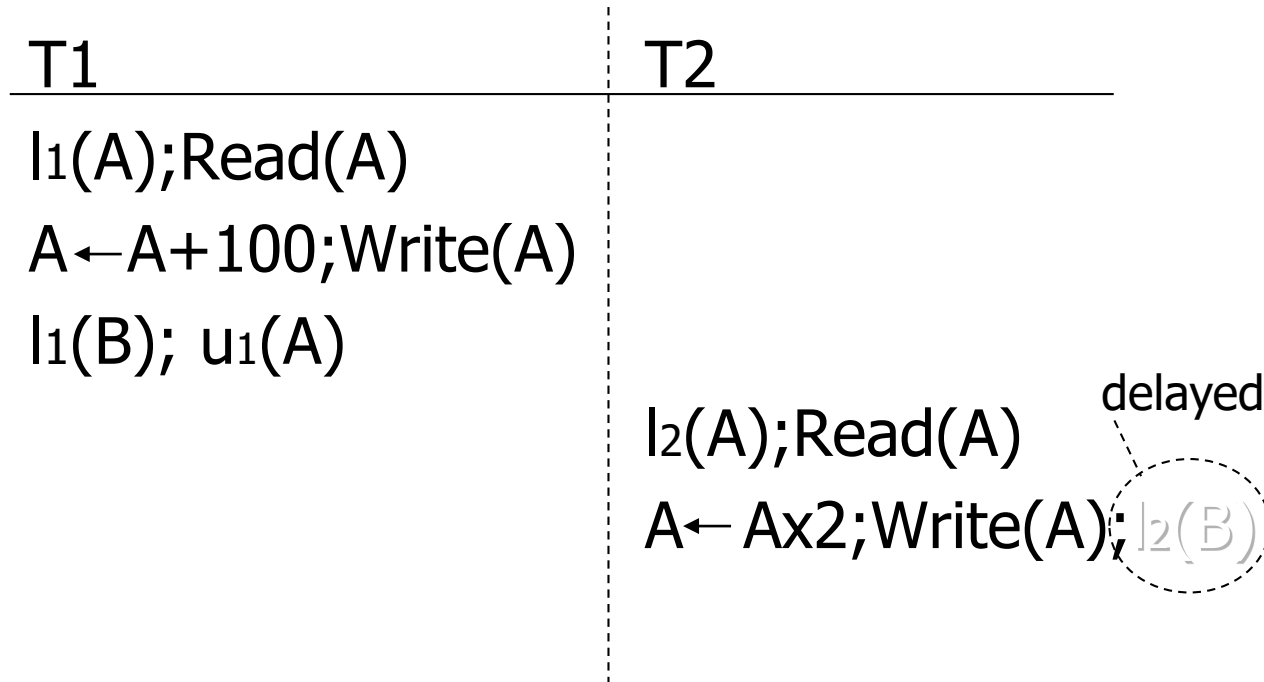 T1
T2
l1(A);Read(A)
A←A+100;Write(A)
l1(B); u1(A)
delayed
l2(A);Read(A)
A← Ax2;Write(A);l2(B)